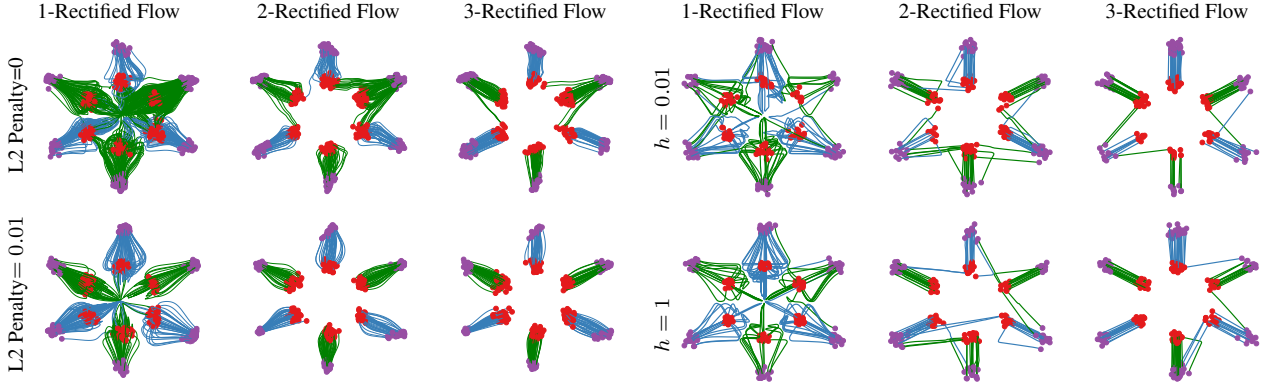 1-Rectified Flow 2-Rectified Flow 3-Rectified Flow 1-Rectified Flow 2-Rectified Flow 3-Rectified Flow
L2 Penalty=0
h = 0.01
L2 Penalty= 0.01
h = 1